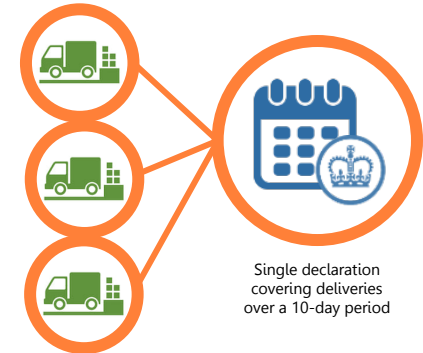 Single declaration
covering deliveries
over a 10-day period